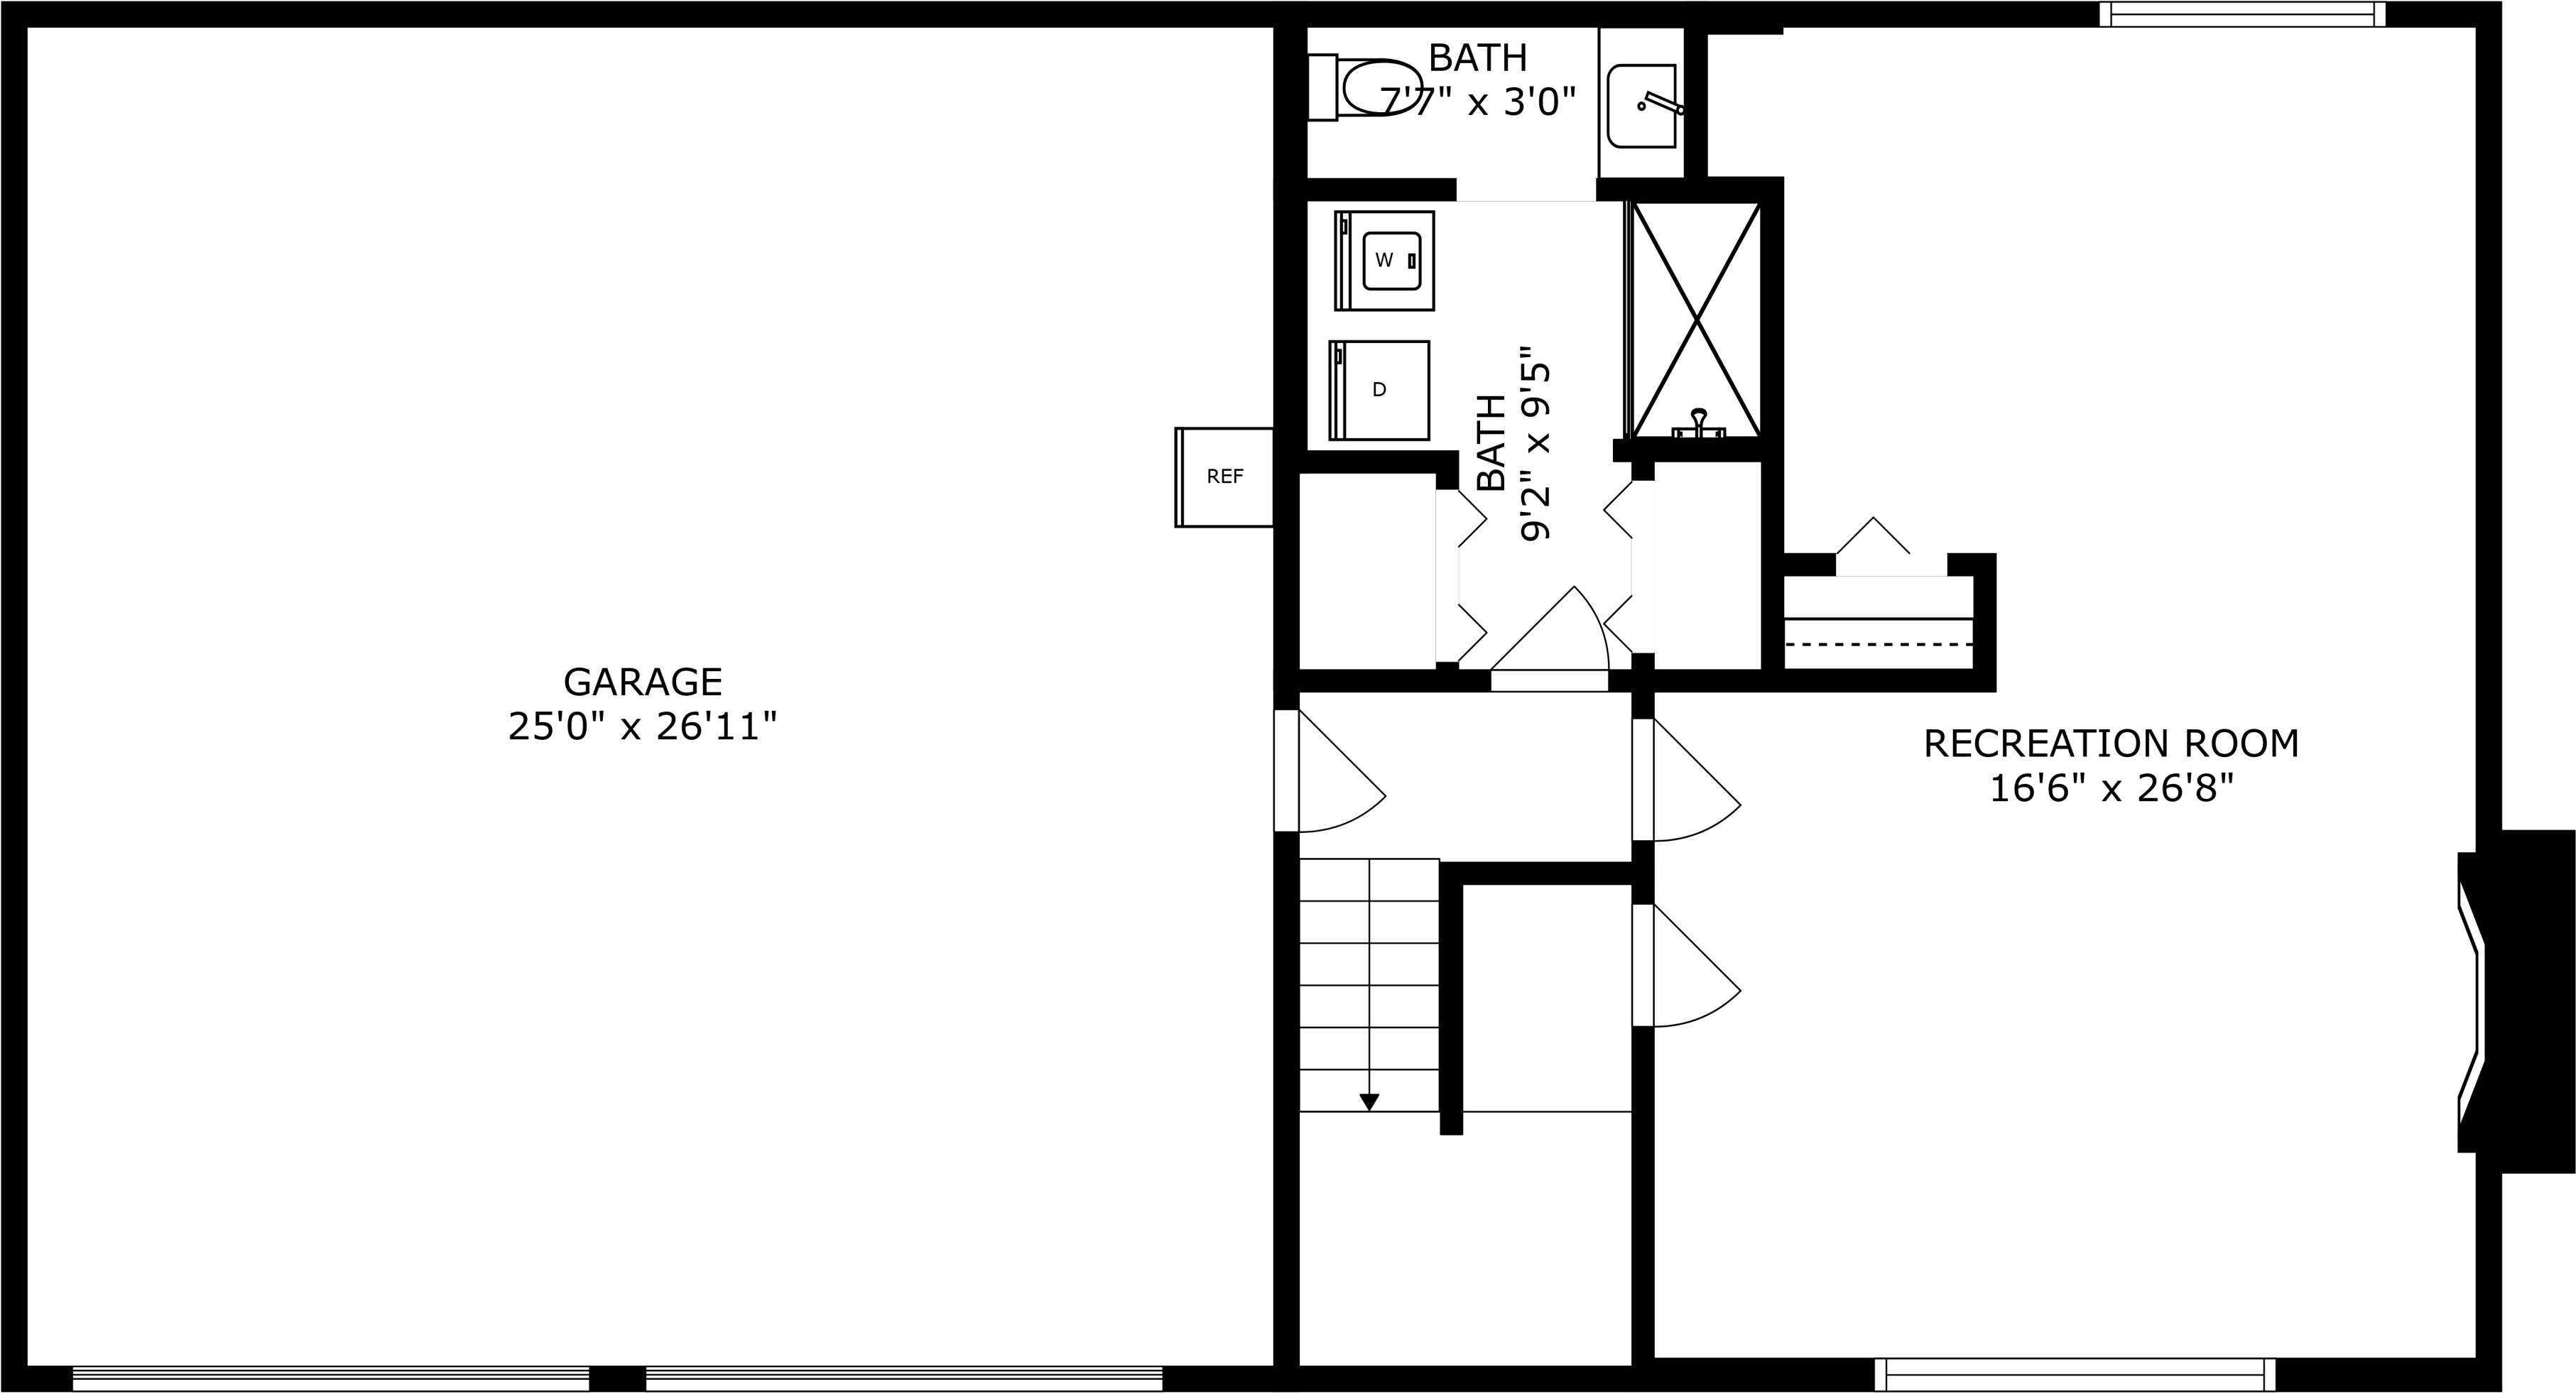 BATH
7'7" x 3'0"
W
D
BATH
9'2" x 9'5"
REF
GARAGE
25'0" x 26'11"
RECREATION ROOM
16'6" x 26'8"